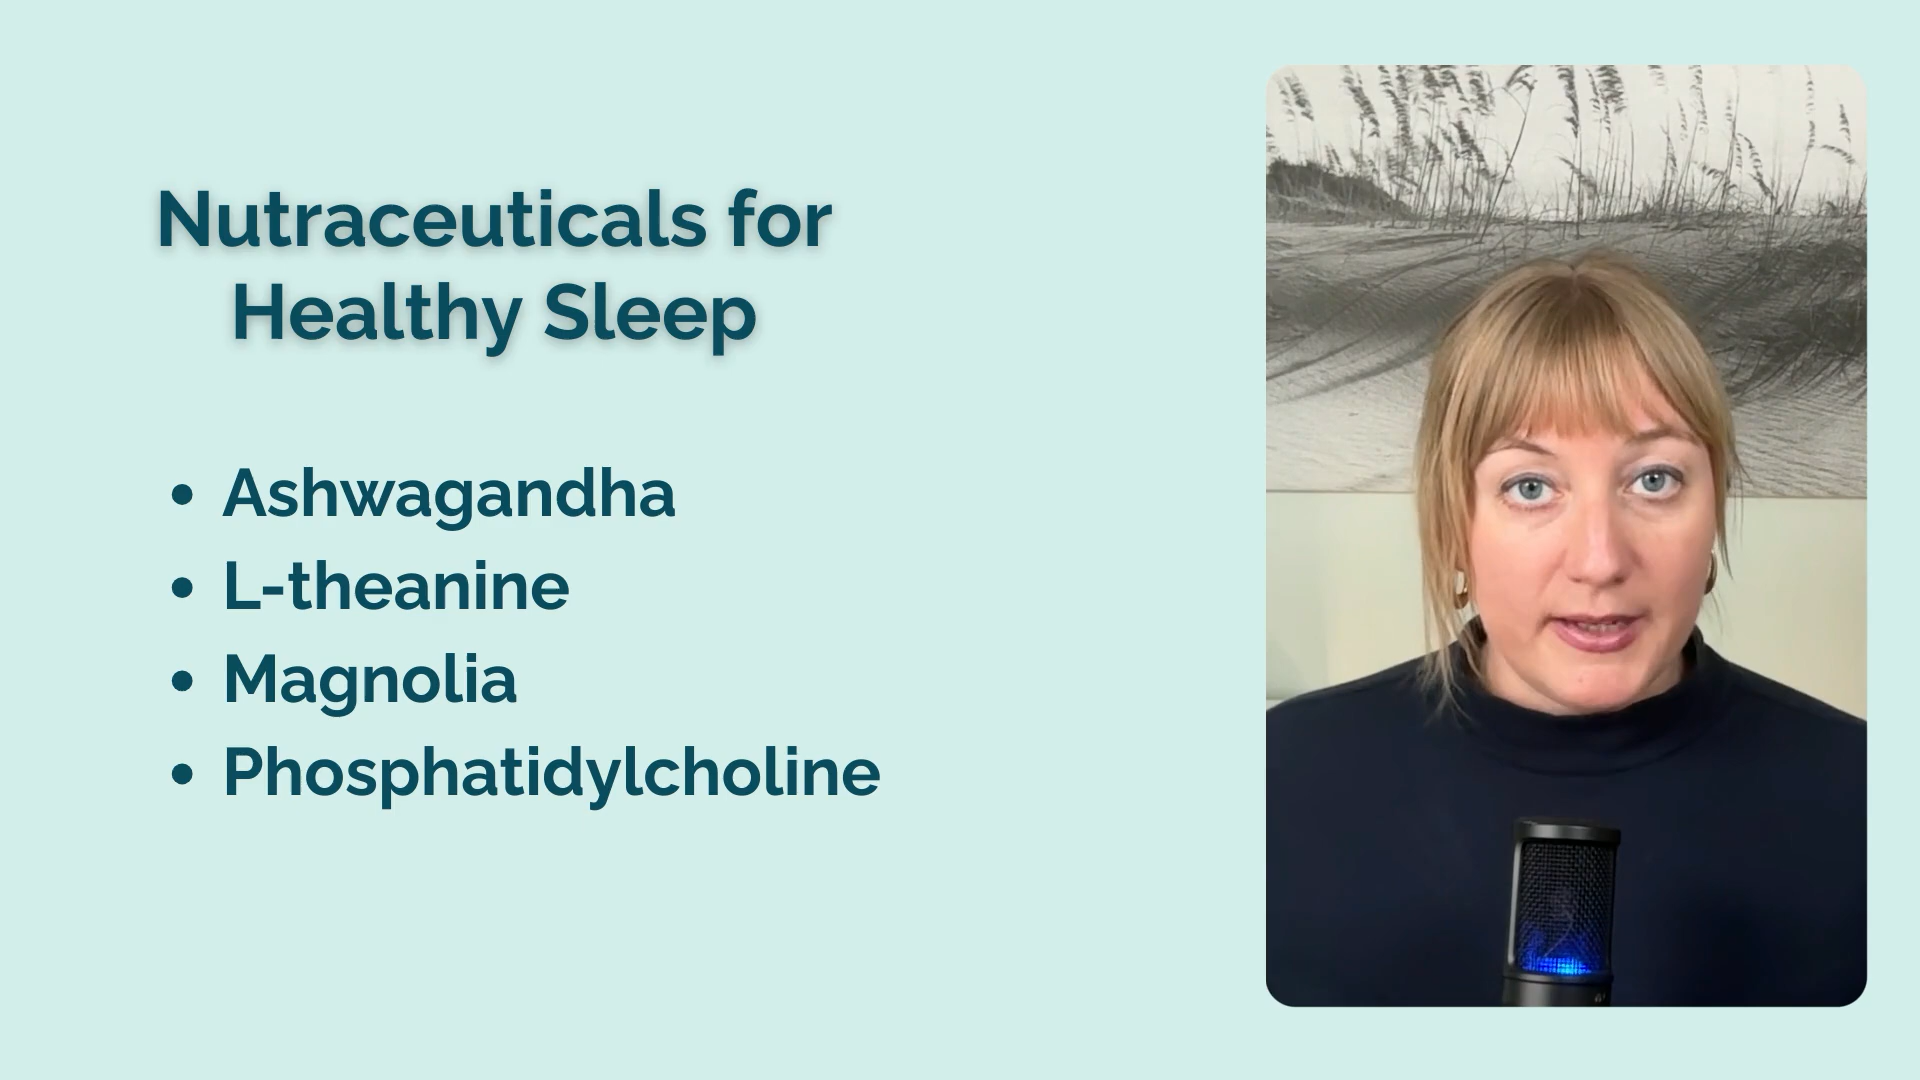 Nutraceuticals for
Healthy Sleep
• Ashwagandha
• L-theanine
• Magnolia
• Phosphatidylcholine